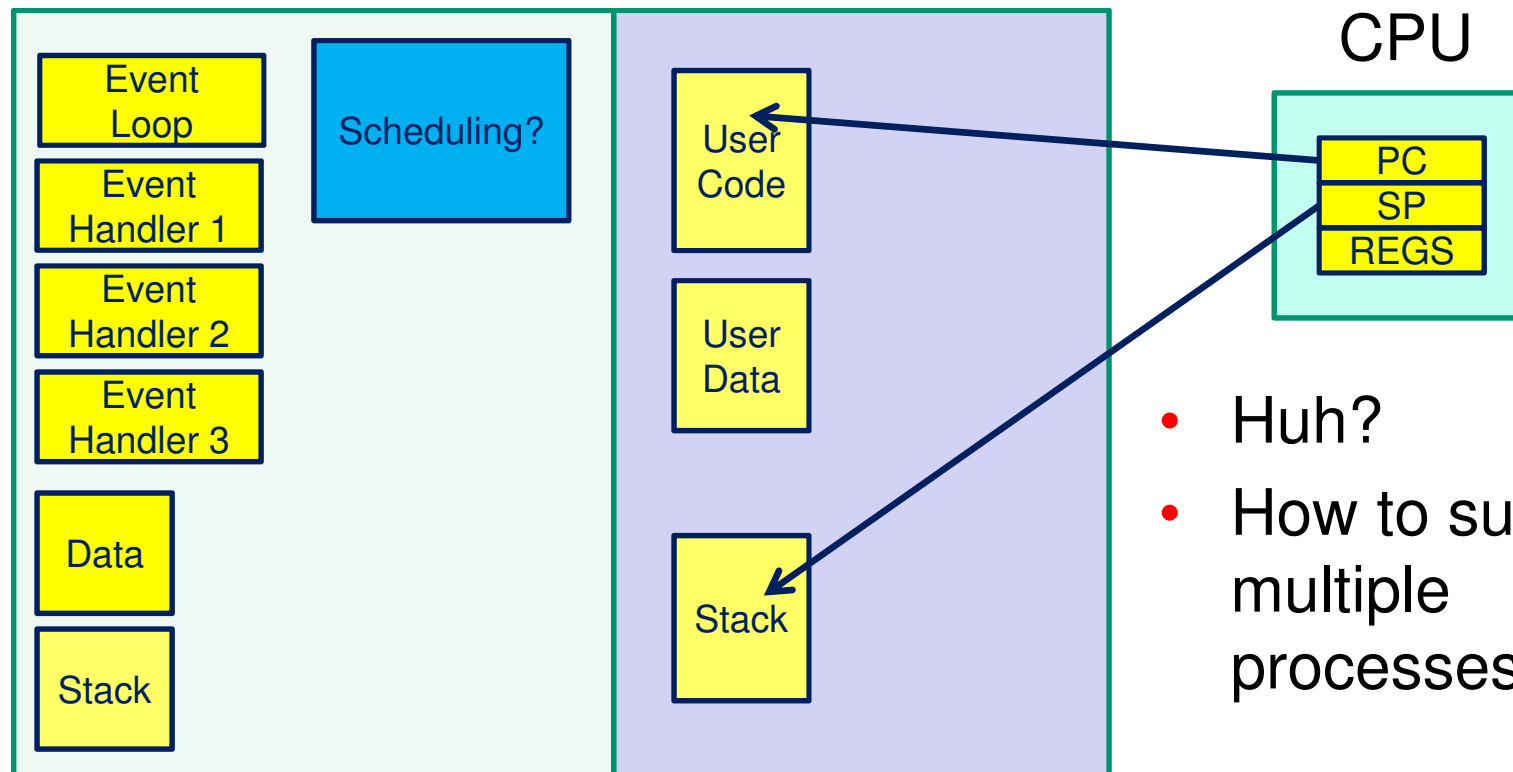 Event
Loop
Event
Handler 1
Event
Handler 2
Event
Handler 3
Data
Stack
Scheduling?
User
Code
User
Data
Stack
CPU
PC
SP
REGS
• Huh?
• How to su
multiple
processes